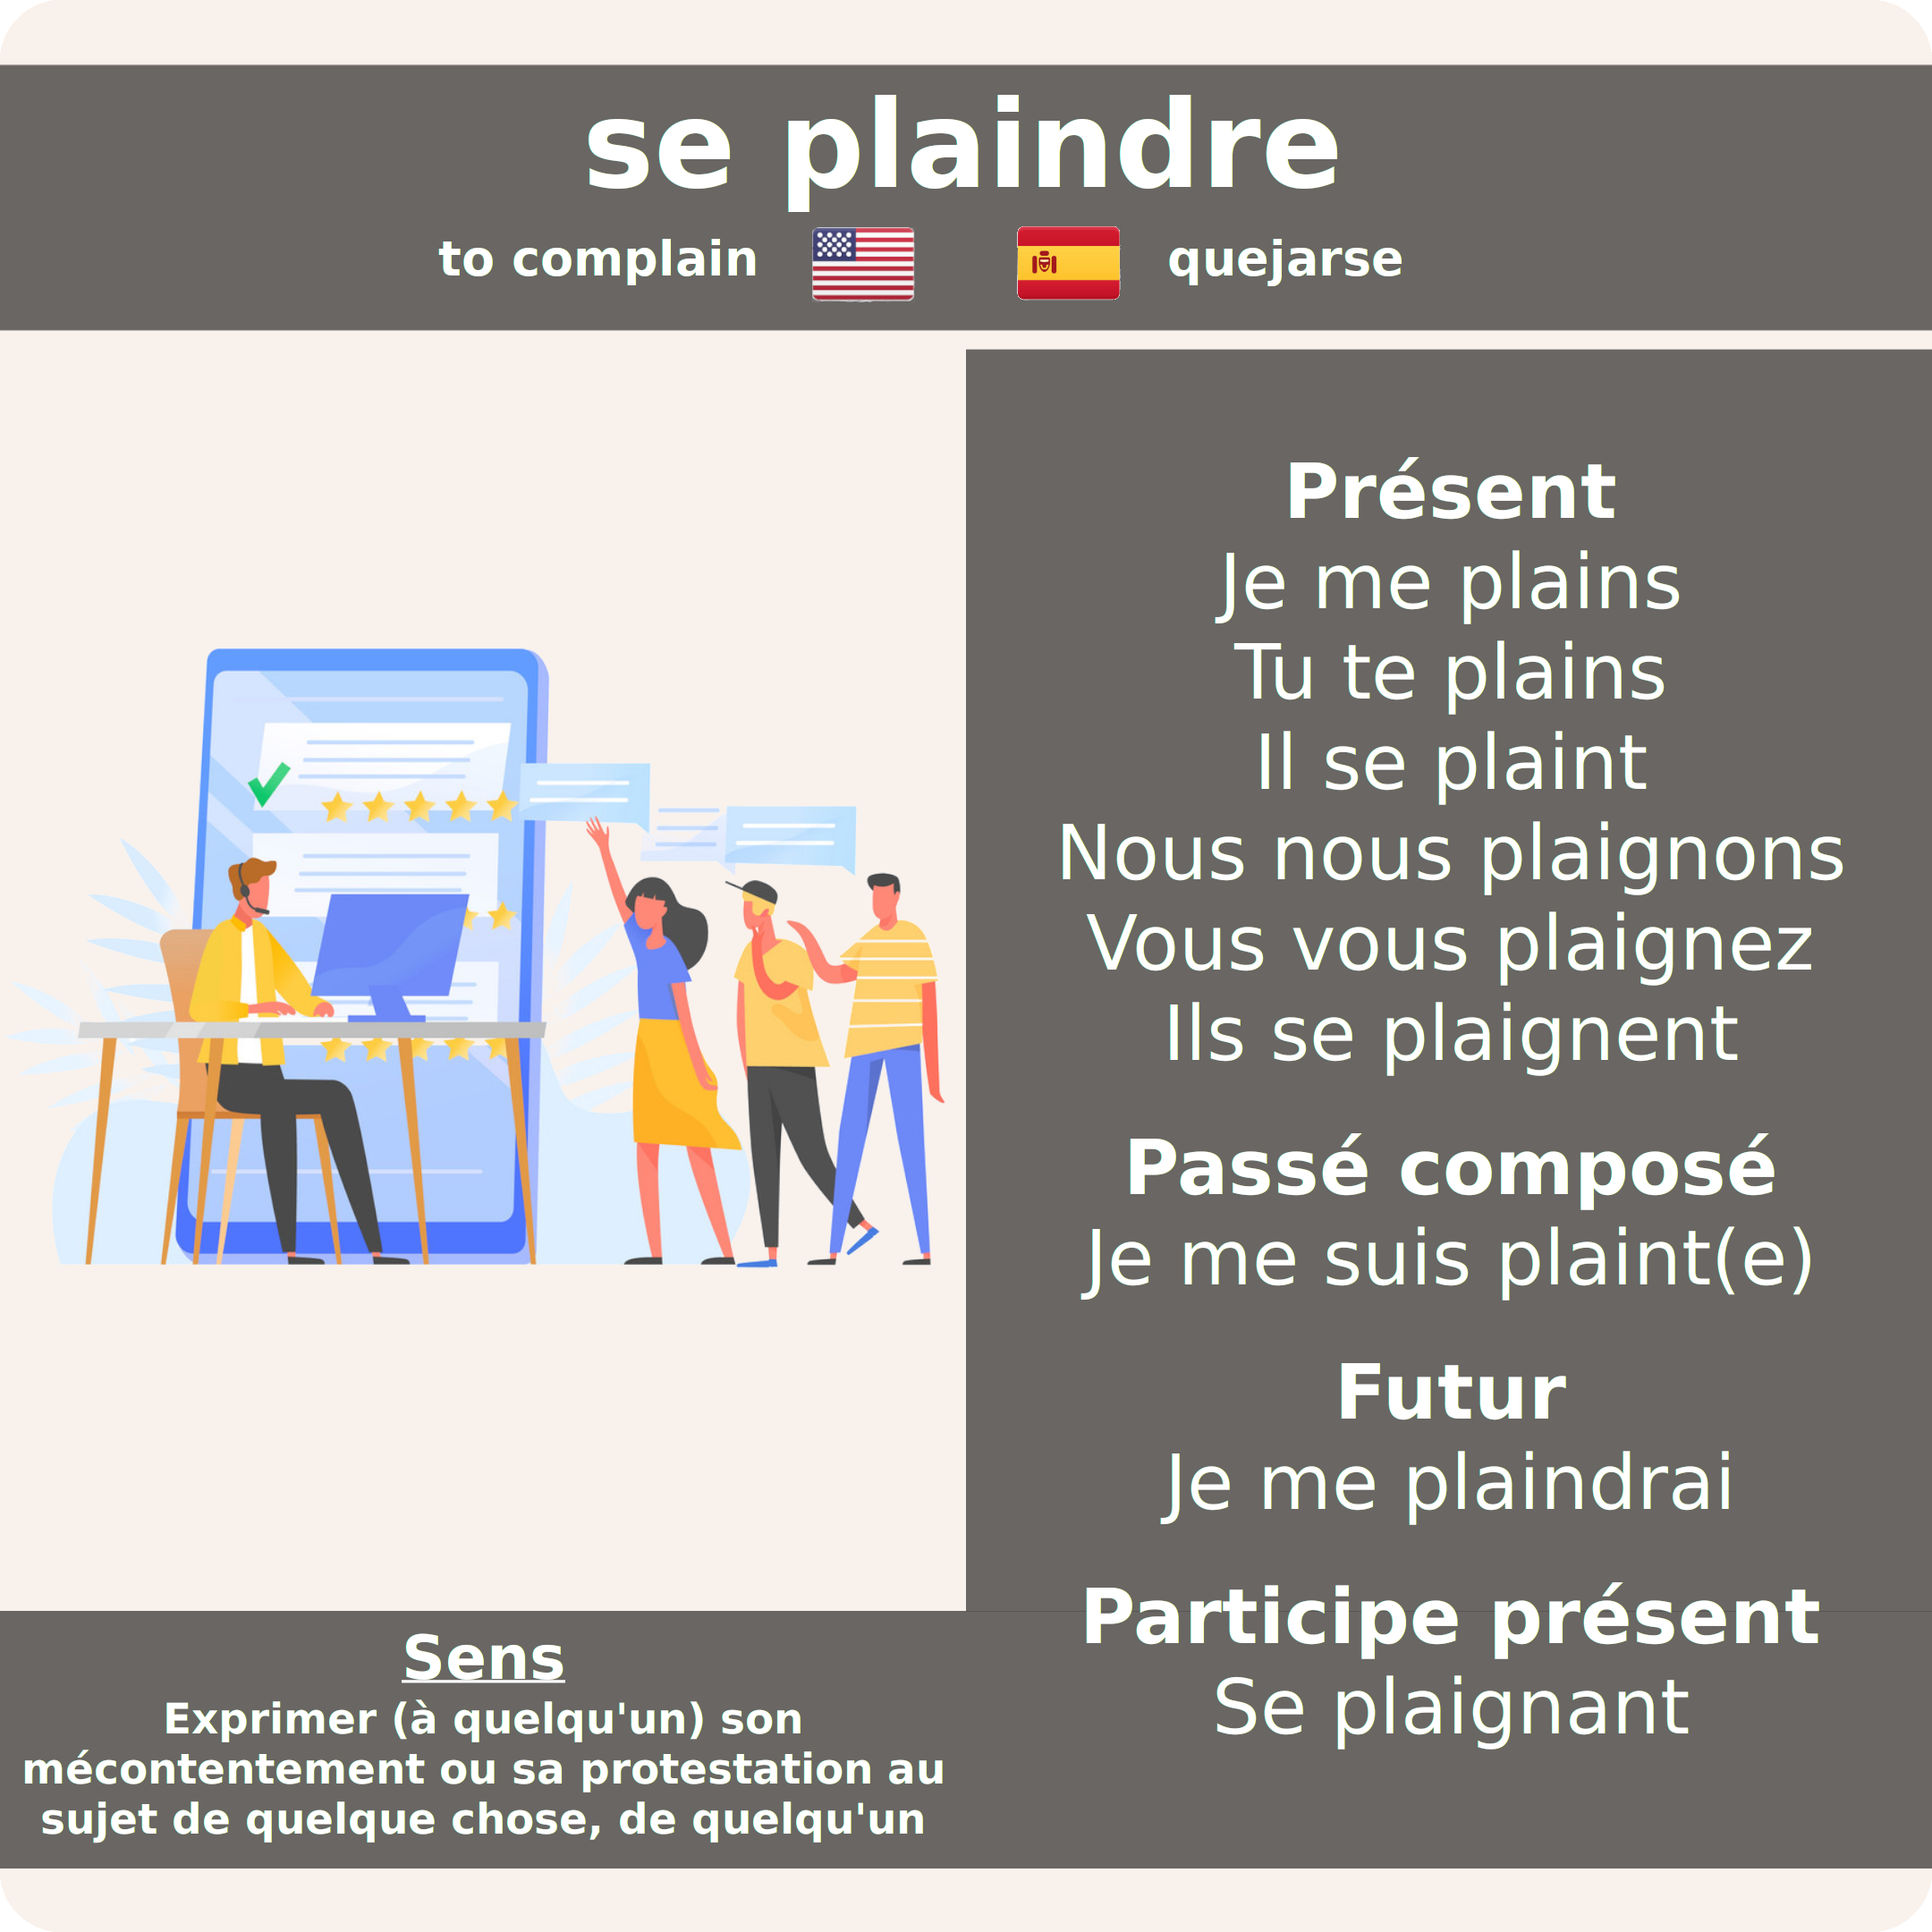 se plaindre
to complain quejarse
Présent
Je me plains
Tu te plains
Il se plaint
Nous nous plaignons
Vous vous plaignez
Ils se plaignent
Passé composé
Je me suis plaint(e)
Futur
Je me plaindrai
Participe présent
Se plaignant
Sens
Exprimer (à quelqu'un) son
mécontentement ou sa protestation au
sujet de quelque chose, de quelqu'un